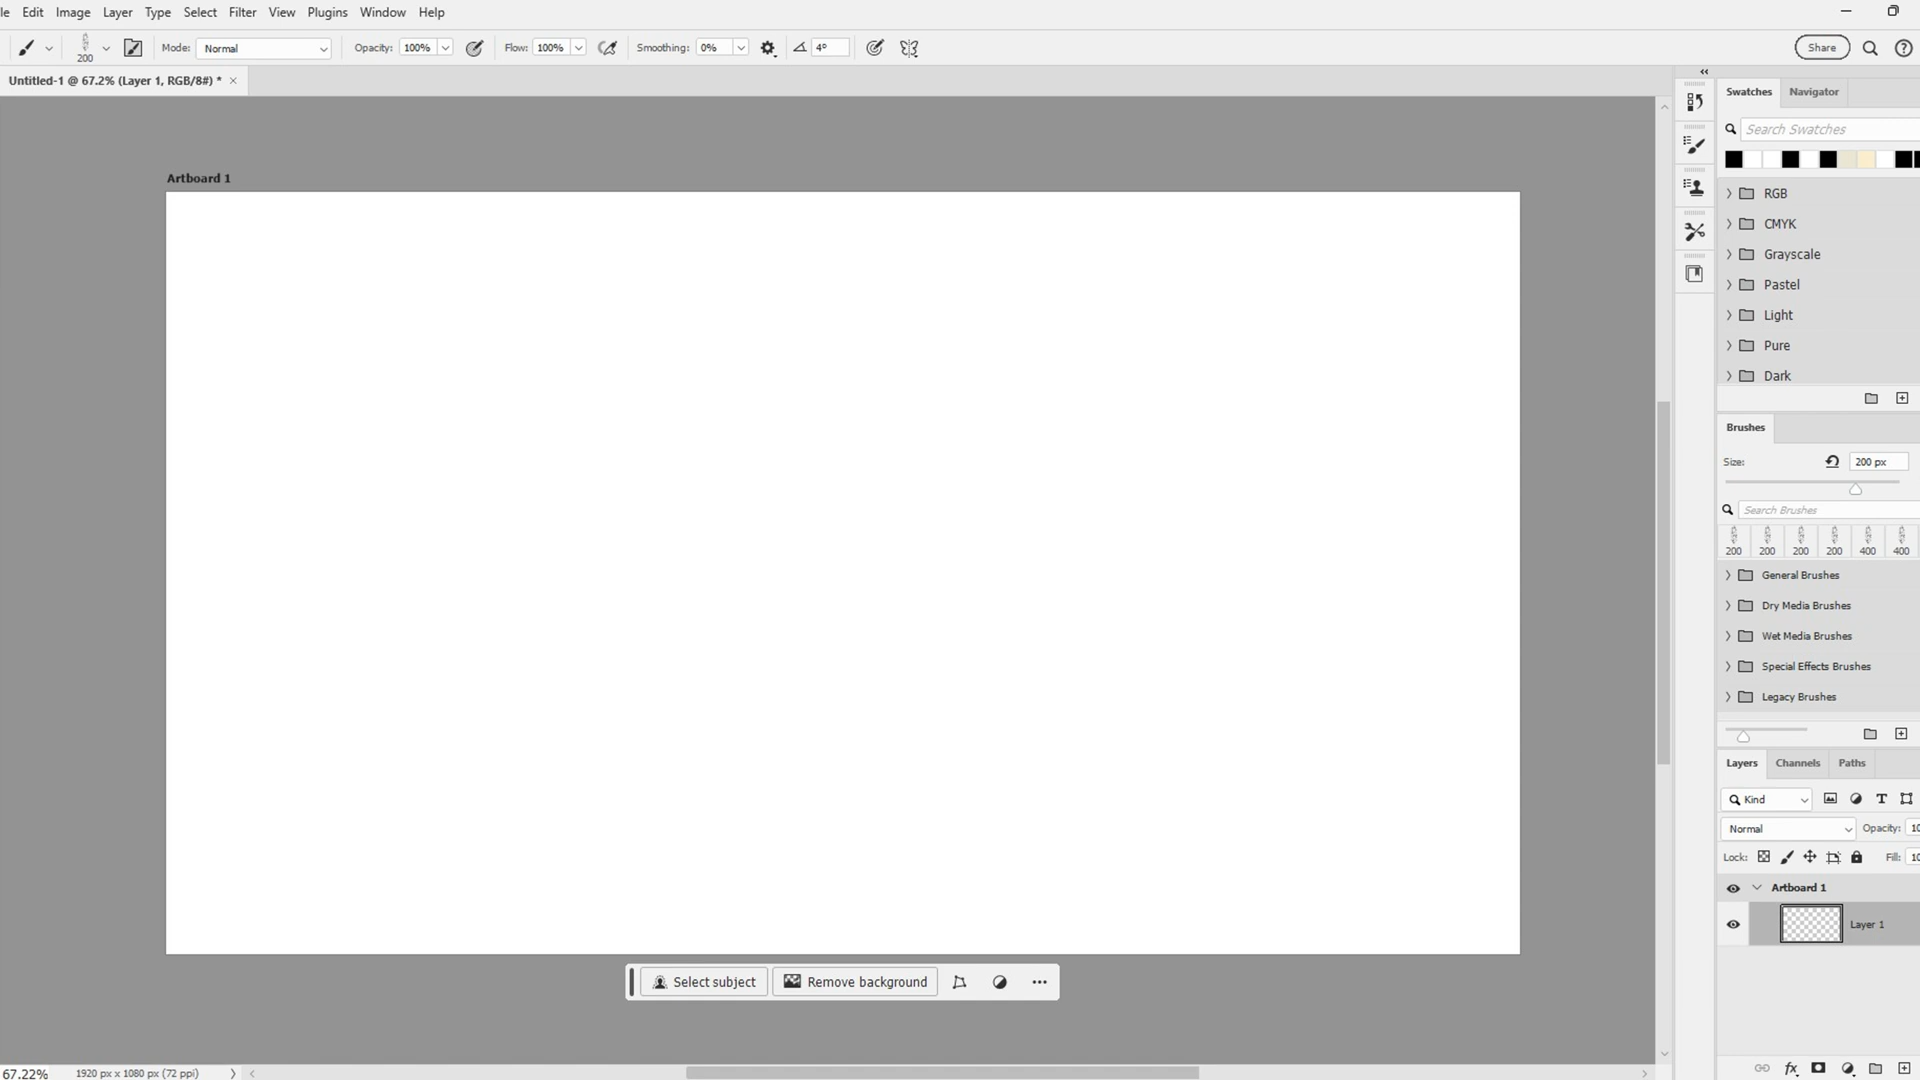 le Edit Image Layer Type Select Filter View Plugins Window Help
200 Mode: Normal Opacity: 100% Flow: 100% Smoothing: 0% 4° Share
Untitled-1 @ 67.2% (Layer 1, RGB/8#) *
Artboard 1
Select subject Remove background
67.22% 1920 px x 1080 px (72 ppi)
Swatches Navigator
Search Swatches
RGB
CMYK
Grayscale
Pastel
Light
Pure
Dark
Brushes
Size: 200 px
Search Brushes
200 200 200 200 400 400
General Brushes
Dry Media Brushes
Wet Media Brushes
Special Effects Brushes
Legacy Brushes
Layers Channels Paths
Kind T
Normal Opacity: 10
Lock: Fill: 10
Artboard 1
Layer 1
fx